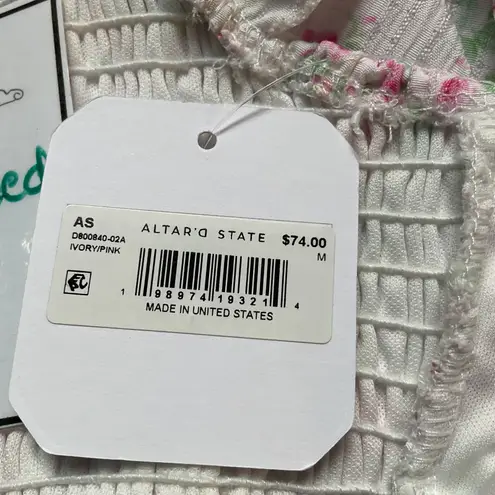 AS
ALTAR'D STATE
$74.00
D800840-02A
IVORY/PINK
M
1 98974 19321 4
MADE IN UNITED STATES